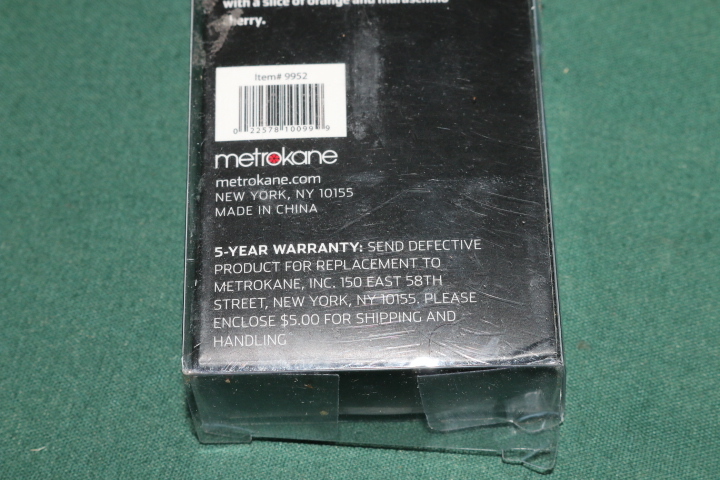 with a slice of orange and maraschino
cherry.
Item# 9952
0 22578 10099 9
metrokane
metrokane.com
NEW YORK, NY 10155
MADE IN CHINA
5-YEAR WARRANTY: SEND DEFECTIVE
PRODUCT FOR REPLACEMENT TO
METROKANE, INC. 150 EAST 58TH
STREET, NEW YORK, NY 10155. PLEASE
ENCLOSE $5.00 FOR SHIPPING AND
HANDLING